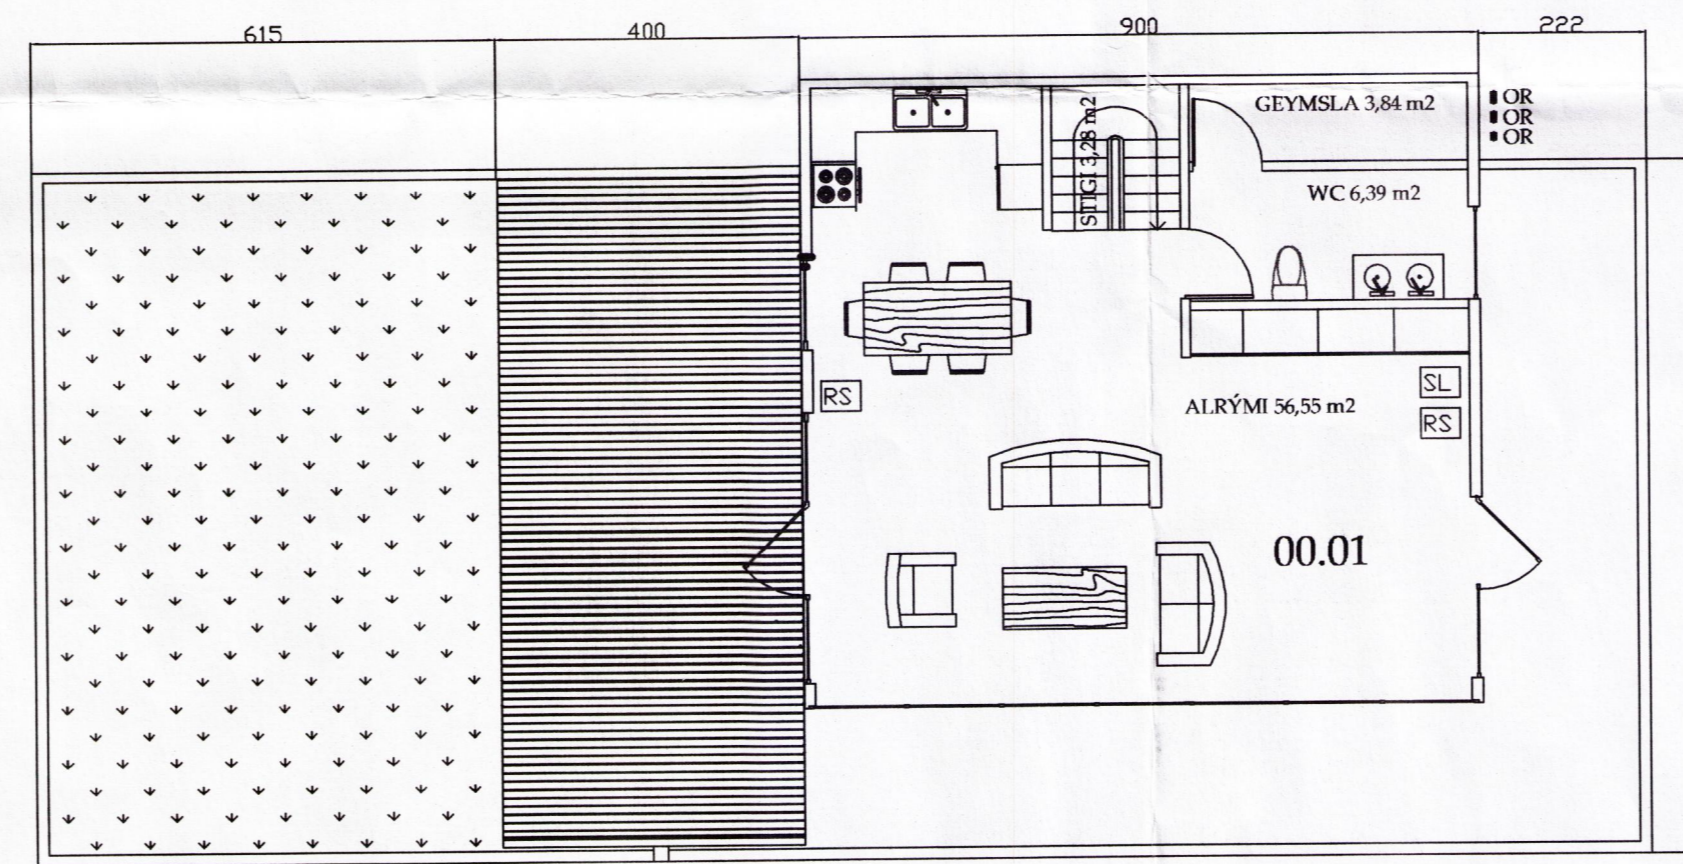 615
400
900
222
GEYMSLA 3,84 m2
OR
OR
OR
STIGI 3,28 m2
WC 6,39 m2
RS
ALRÝMI 56,55 m2
SL
RS
00.01